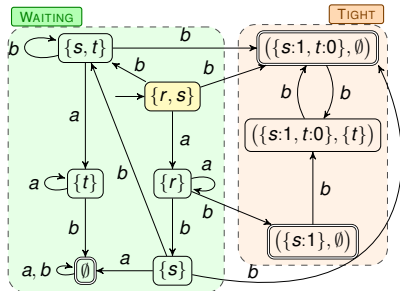 WAITING TIGHT
b {s, t} b ({s:1, t:0}, ∅)
b b
{r, s}
a a b b
({s:1, t:0}, {t})
a {t} b {r} a
b b b b
({s:1}, ∅)
a, b ∅ a {s} b